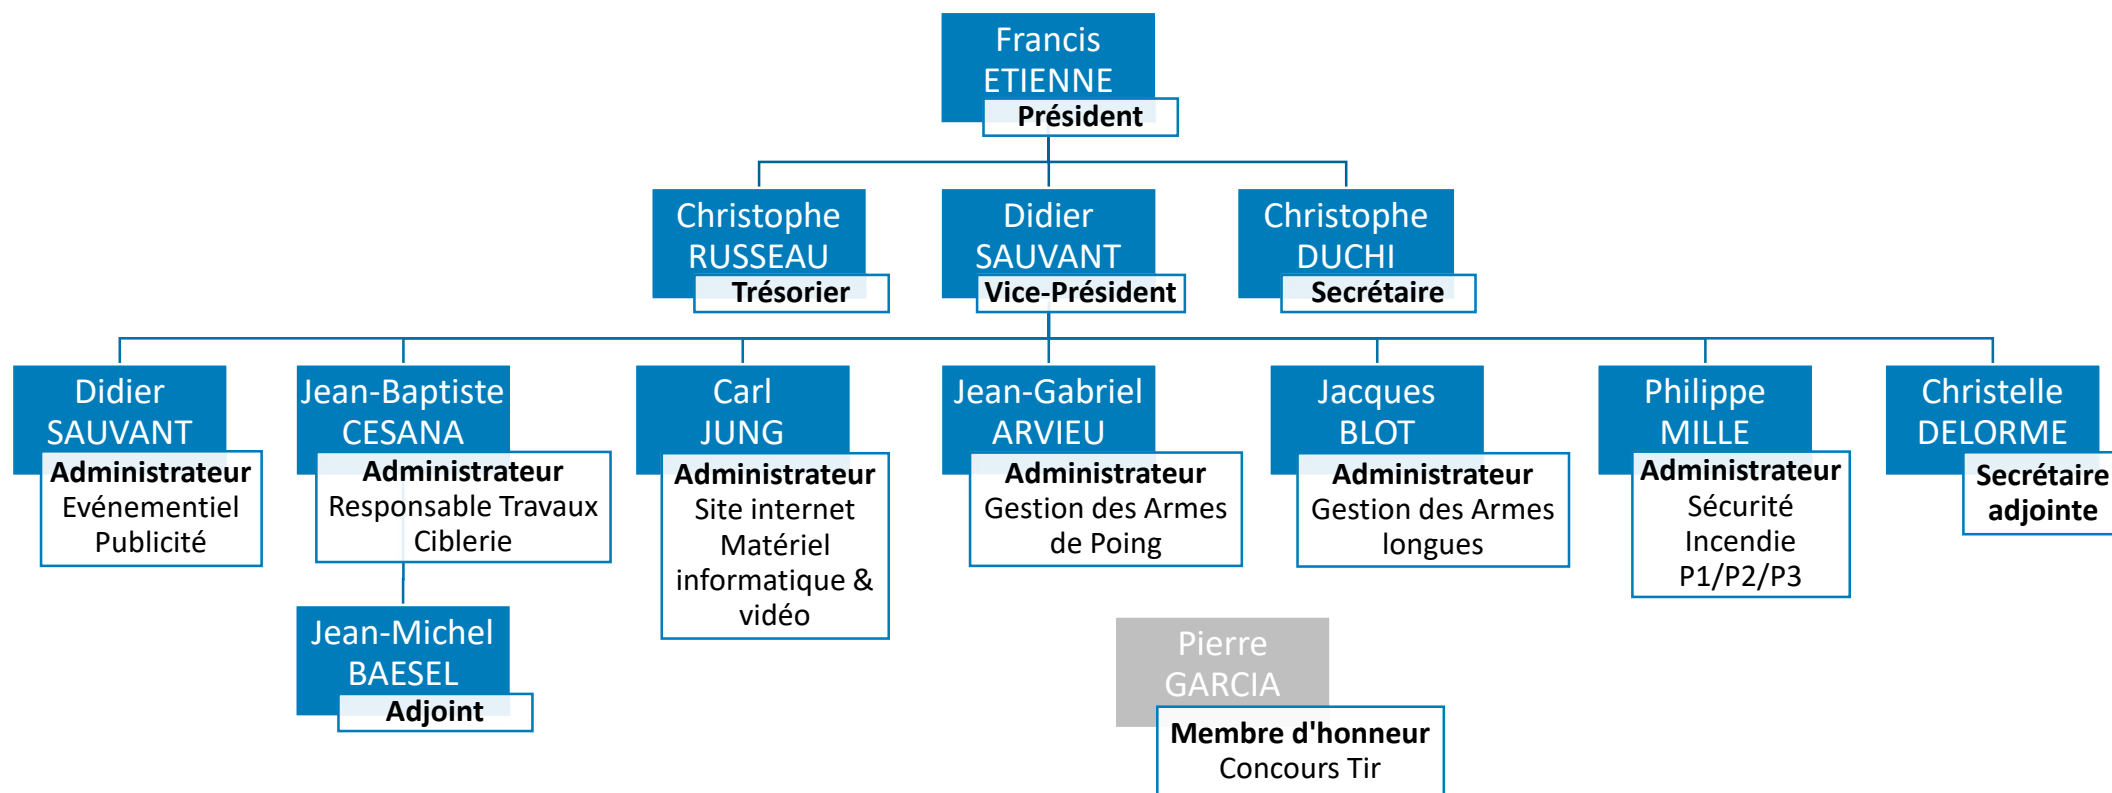 Francis
ETIENNE
Président
Christophe
RUSSEAU
Trésorier
Didier
SAUVANT
Vice-Président
Christophe
DUCHI
Secrétaire
Didier
SAUVANT
Administrateur
Evénementiel
Publicité
Jean-Baptiste
CESANA
Administrateur
Responsable Travaux
Ciblerie
Carl
JUNG
Administrateur
Site internet
Matériel
informatique &
vidéo
Jean-Gabriel
ARVIEU
Administrateur
Gestion des Armes
de Poing
Jacques
BLOT
Administrateur
Gestion des Armes
longues
Philippe
MILLE
Administrateur
Sécurité
Incendie
P1/P2/P3
Christelle
DELORME
Secrétaire
adjointe
Jean-Michel
BAESEL
Adjoint
Pierre
GARCIA
Membre d'honneur
Concours Tir